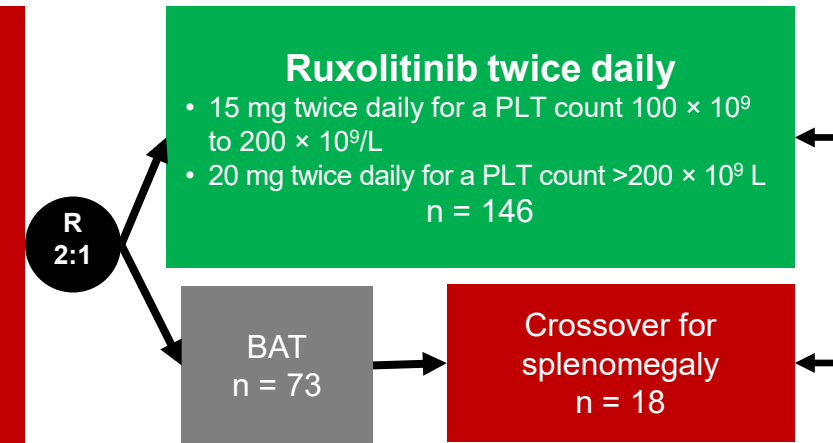 Ruxolitinib twice daily
• 15 mg twice daily for a PLT count 100 × 10⁹
to 200 × 10⁹/L
• 20 mg twice daily for a PLT count >200 × 10⁹ L
n = 146
R
2:1
BAT
n = 73
Crossover for
splenomegaly
n = 18